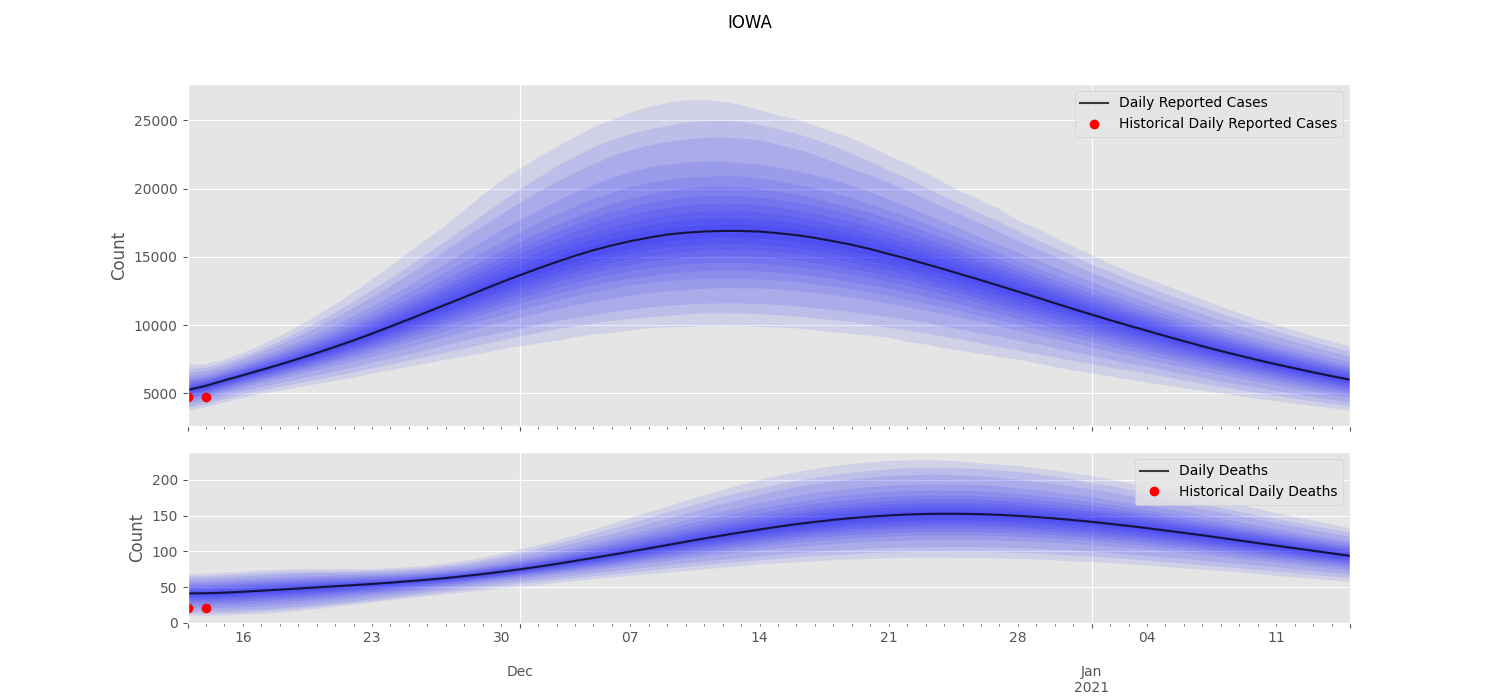 IOWA
25000
20000
15000
10000
5000
Count
Daily Reported Cases
Historical Daily Reported Cases
200
150
100
50
0
Count
Daily Deaths
Historical Daily Deaths
16 23 30 07 14 21 28 04 11
Dec Jan
2021